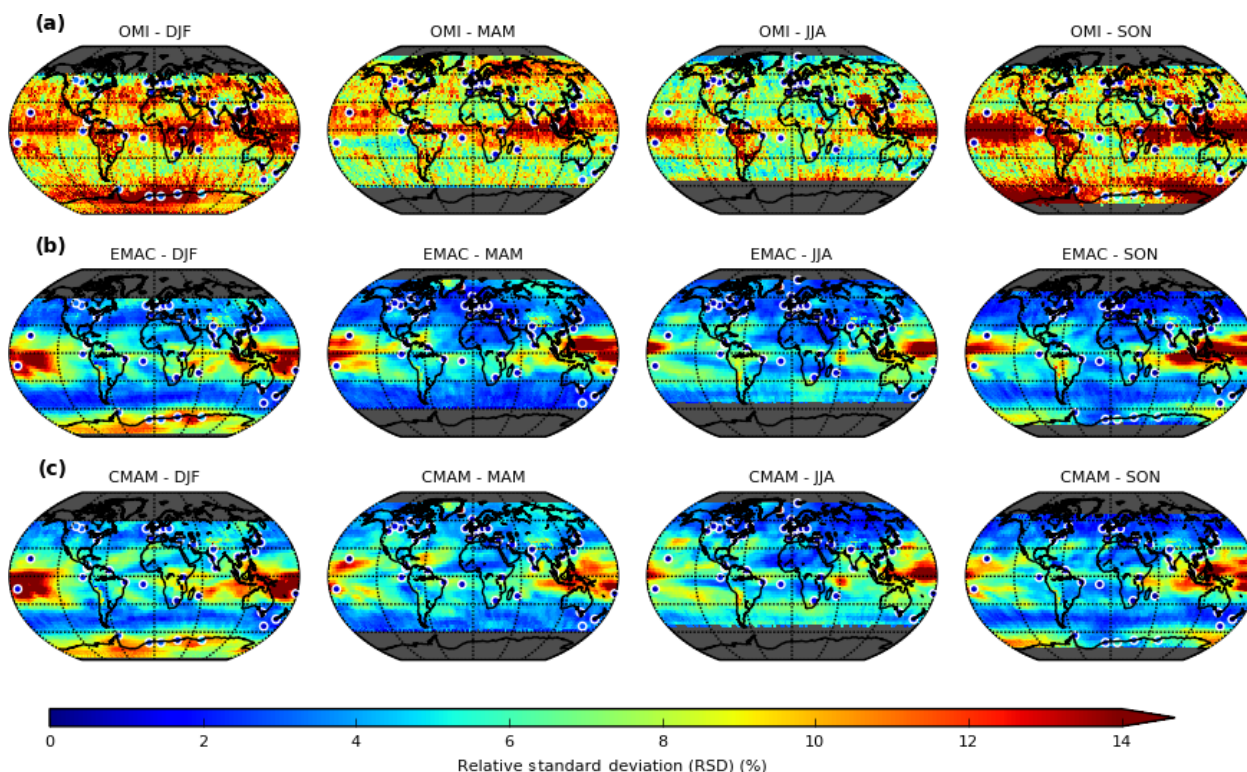 (a)
OMI - DJF
OMI - MAM
OMI - JJA
OMI - SON
(b)
EMAC - DJF
EMAC - MAM
EMAC - JJA
EMAC - SON
(c)
CMAM - DJF
CMAM - MAM
CMAM - JJA
CMAM - SON
0 2 4 6 8 10 12 14
Relative standard deviation (RSD) (%)